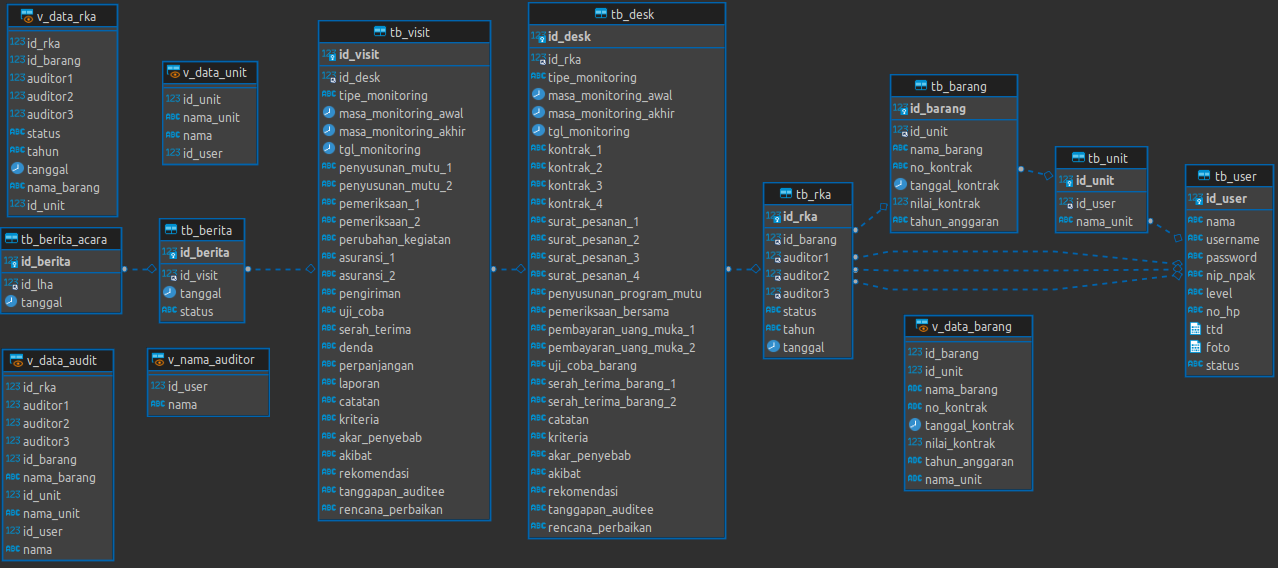 v_data_rka
123 id_rka
123 id_barang
123 auditor1
123 auditor2
123 auditor3
ABC status
ABC tahun
tanggal
ABC nama_barang
123 id_unit
v_data_unit
123 id_unit
ABC nama_unit
ABC nama
123 id_user
tb_berita_acara
123 id_berita
123 id_lha
tanggal
tb_berita
123 id_berita
123 id_visit
tanggal
ABC status
v_data_audit
123 id_rka
123 auditor1
123 auditor2
123 auditor3
123 id_barang
ABC nama_barang
123 id_unit
ABC nama_unit
123 id_user
ABC nama
v_nama_auditor
123 id_user
ABC nama
tb_visit
123 id_visit
123 id_desk
ABC tipe_monitoring
masa_monitoring_awal
masa_monitoring_akhir
tgl_monitoring
ABC penyusunan_mutu_1
ABC penyusunan_mutu_2
ABC pemeriksaan_1
ABC pemeriksaan_2
ABC perubahan_kegiatan
ABC asuransi_1
ABC asuransi_2
ABC pengiriman
ABC uji_coba
ABC serah_terima
ABC denda
ABC perpanjangan
ABC laporan
ABC catatan
ABC kriteria
ABC akar_penyebab
ABC akibat
ABC rekomendasi
ABC tanggapan_auditee
ABC rencana_perbaikan
tb_desk
123 id_desk
123 id_rka
ABC tipe_monitoring
masa_monitoring_awal
masa_monitoring_akhir
tgl_monitoring
ABC kontrak_1
ABC kontrak_2
ABC kontrak_3
ABC kontrak_4
ABC surat_pesanan_1
ABC surat_pesanan_2
ABC surat_pesanan_3
ABC surat_pesanan_4
ABC penyusunan_program_mutu
ABC pemeriksaan_bersama
ABC pembayaran_uang_muka_1
ABC pembayaran_uang_muka_2
ABC uji_coba_barang
ABC serah_terima_barang_1
ABC serah_terima_barang_2
ABC catatan
ABC kriteria
ABC akar_penyebab
ABC akibat
ABC rekomendasi
ABC tanggapan_auditee
ABC rencana_perbaikan
tb_rka
123 id_rka
123 id_barang
123 auditor1
123 auditor2
123 auditor3
ABC status
ABC tahun
tanggal
tb_barang
123 id_barang
123 id_unit
ABC nama_barang
ABC no_kontrak
tanggal_kontrak
123 nilai_kontrak
ABC tahun_anggaran
tb_unit
123 id_unit
123 id_user
ABC nama_unit
tb_user
123 id_user
ABC nama
ABC username
ABC password
ABC nip_npak
ABC level
ABC no_hp
ttd
foto
ABC status
v_data_barang
123 id_barang
123 id_unit
ABC nama_barang
ABC no_kontrak
tanggal_kontrak
123 nilai_kontrak
ABC tahun_anggaran
ABC nama_unit